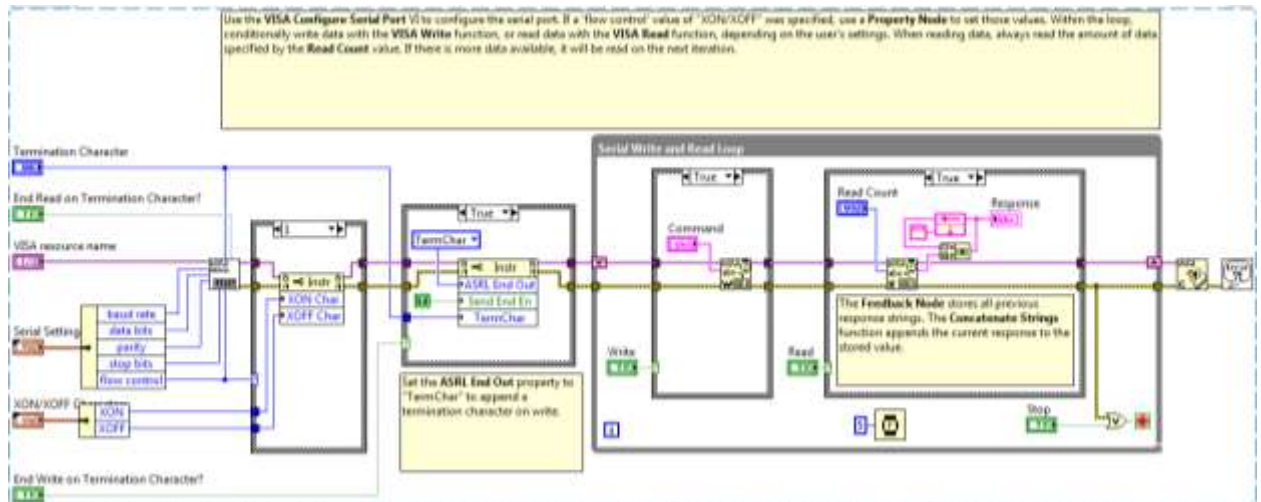 Use the VISA Configure Serial Port VI to configure the serial port. If a 'flow control' value of "XON/XOFF" was specified, use a Property Node to set those values. Within the loop,
conditionally write data with the VISA Write function, or read data with the VISA Read function, depending on the user's settings. When reading data, always read the amount of data
specified by the Read Count value. If there is more data available, it will be read on the next iteration.
Termination Character
End Read on Termination Character?
VISA resource name
Serial Setting
baud rate
data bits
parity
stop bits
flow control
XON/XOFF
XON
XOFF
End Write on Termination Character?
1
Instr
XON Char
XOFF Char
True
TermChar
Instr
ASRL End Out
Send End En
TermChar
Set the ASRL End Out property to
"TermChar" to append a
termination character on write.
Serial Write and Read Loop
True
Command
Write
True
Read Count
Response
The Feedback Node stores all previous
response strings. The Concatenate Strings
function appends the current response to the
stored value.
Read
i
5
Stop